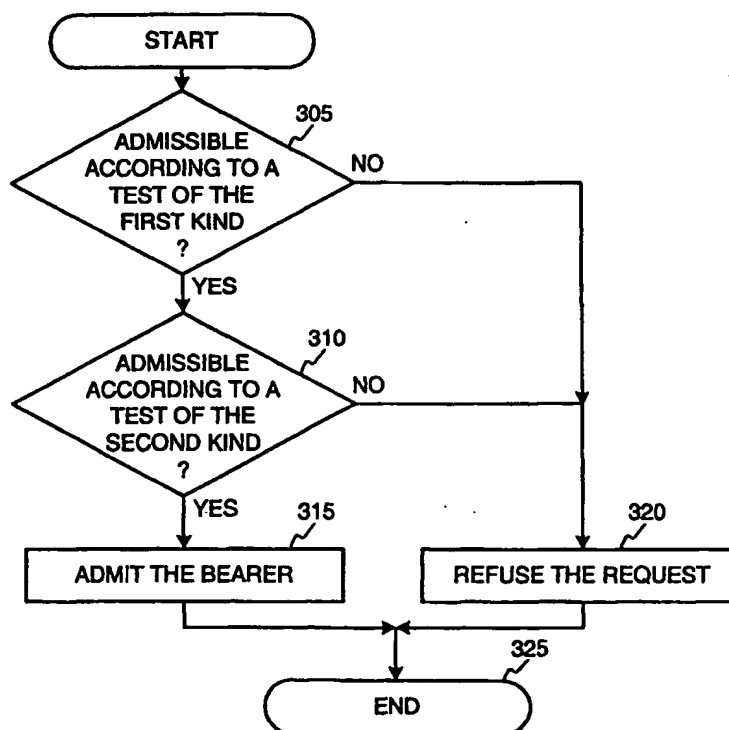 START
305
ADMISSIBLE
ACCORDING TO A
TEST OF THE
FIRST KIND
?
NO
YES
310
ADMISSIBLE
ACCORDING TO A
TEST OF THE
SECOND KIND
?
NO
YES
315
ADMIT THE BEARER
320
REFUSE THE REQUEST
325
END